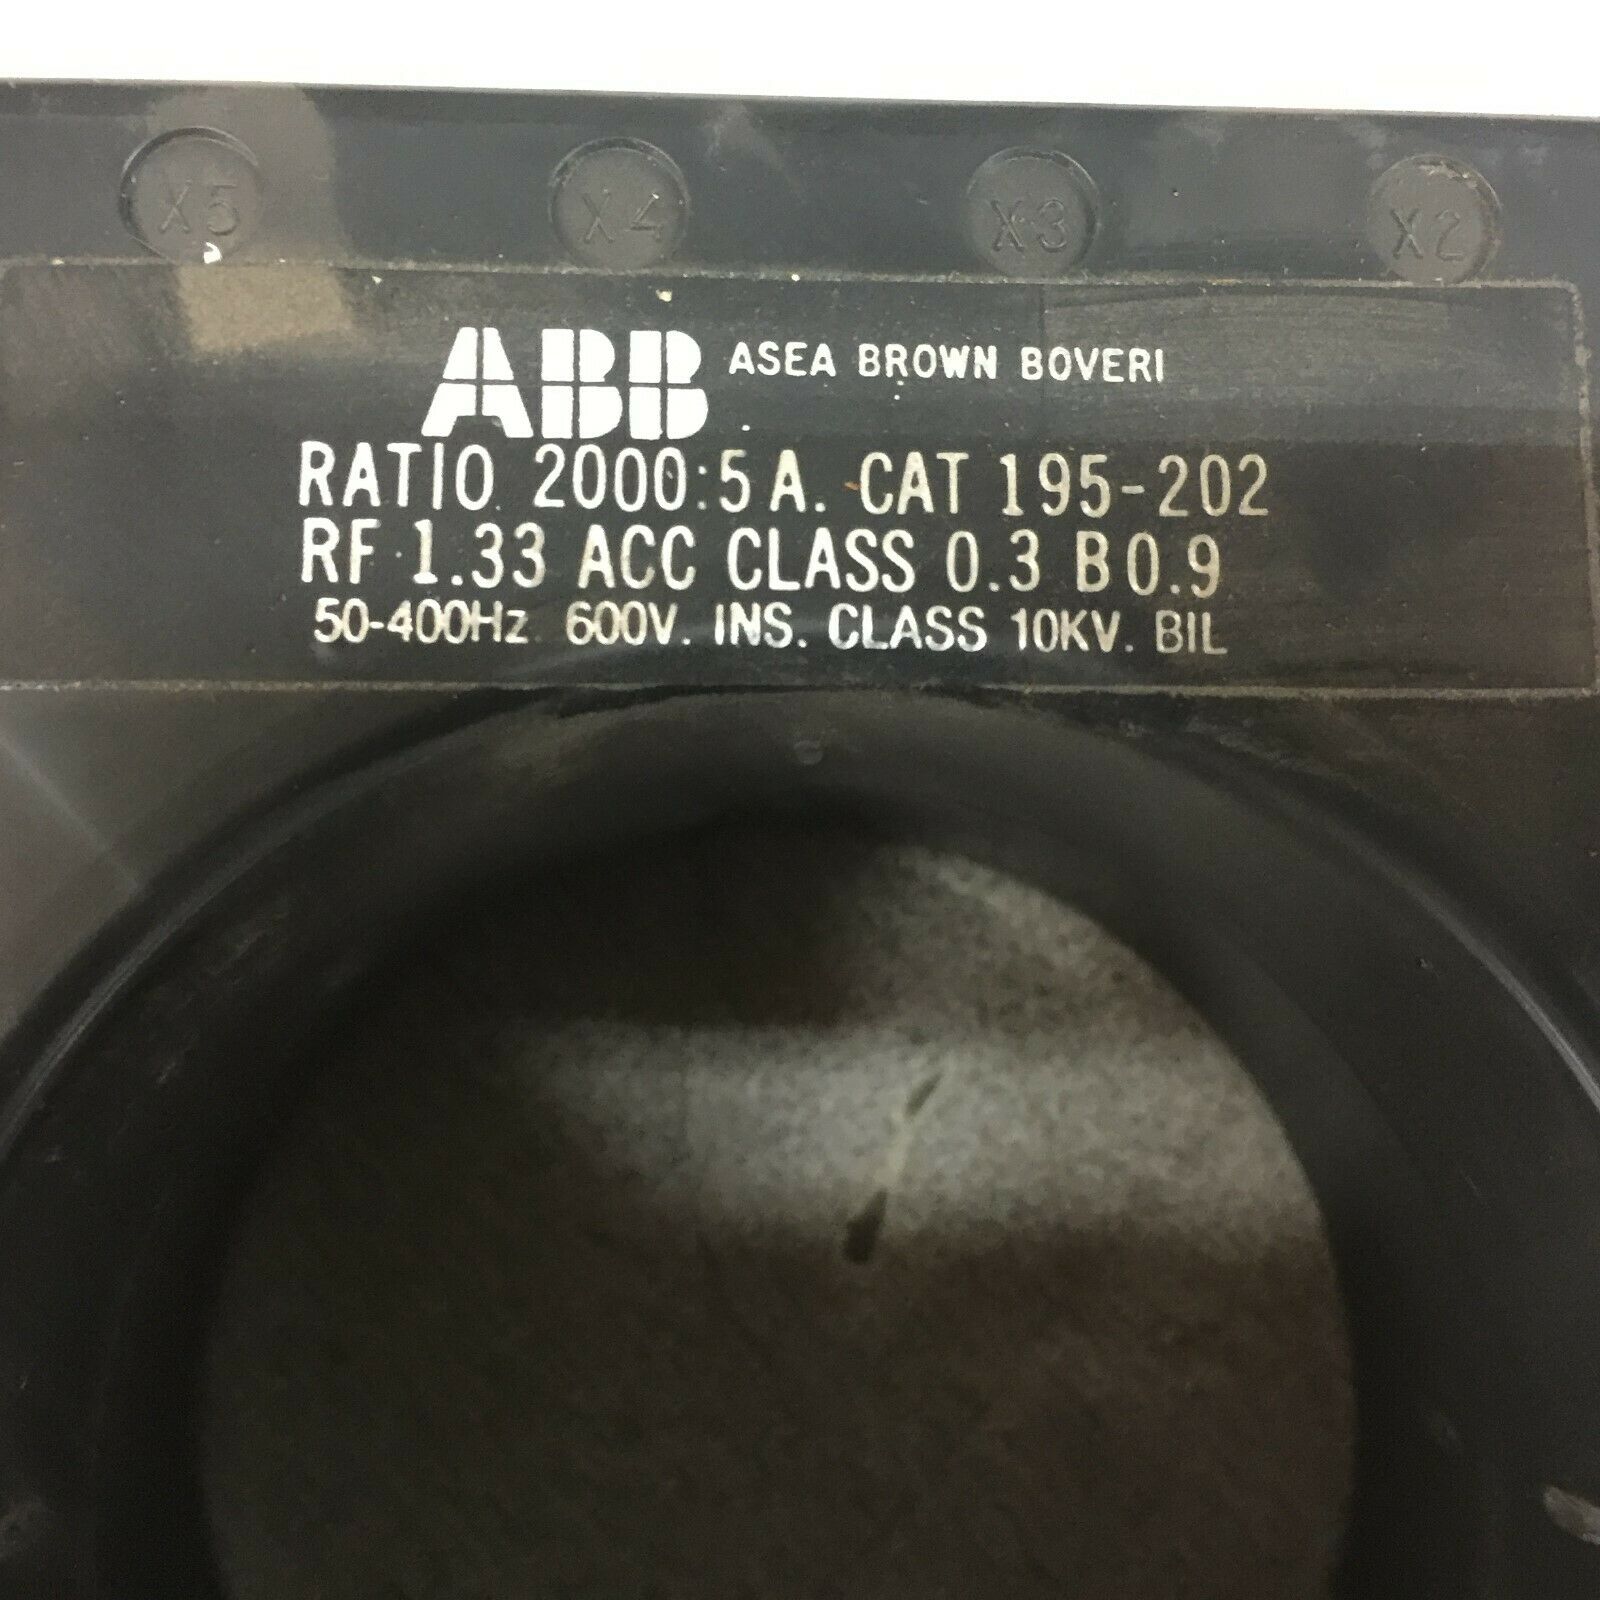 X5 X4 X3 X2
ABB ASEA BROWN BOVERI
RATIO 2000:5 A. CAT 195-202
RF 1.33 ACC CLASS 0.3 B0.9
50-400Hz 600V. INS. CLASS 10KV. BIL